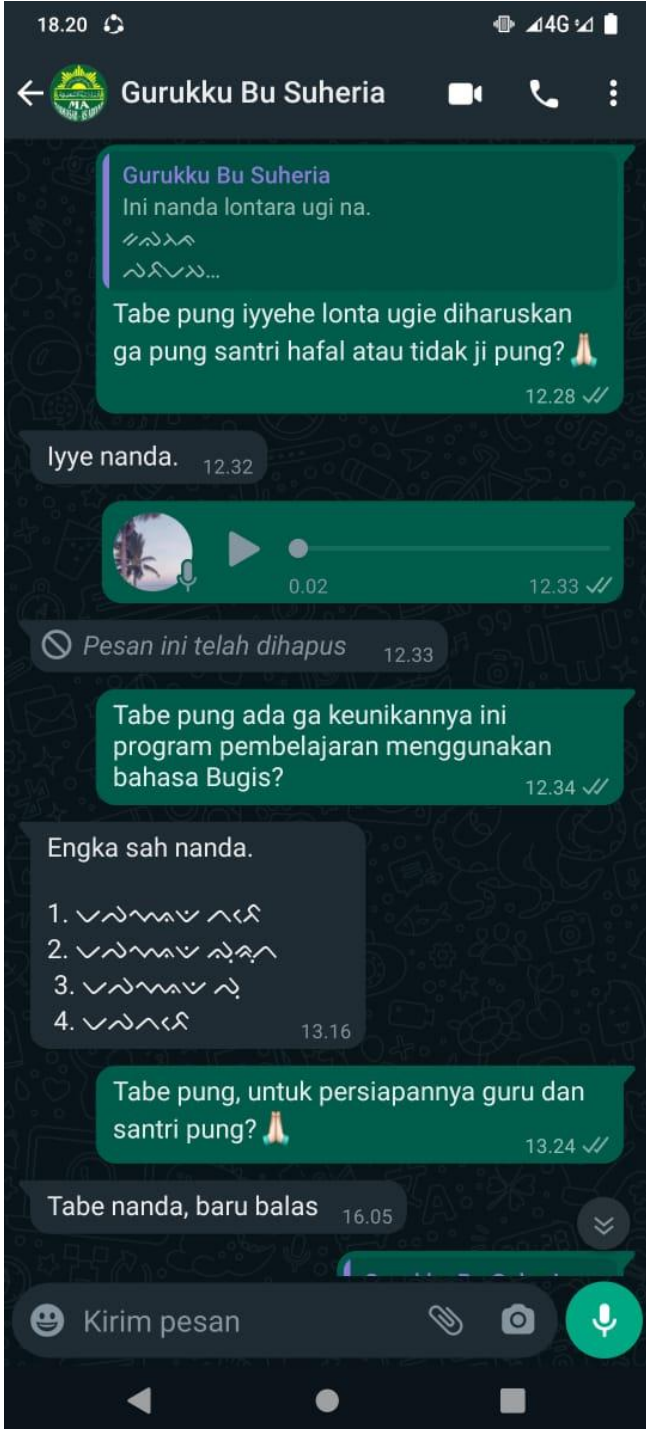 18.20 4G
Gurukku Bu Suheria
Gurukku Bu Suheria
Ini nanda lontara ugi na.
ᨀᨁᨂᨃ
ᨄᨅᨆᨇ...
Tabe pung iyyehe lonta ugie diharuskan
ga pung santri hafal atau tidak ji pung?🙏🏻
12.28
Iyye nanda. 12.32
0.02 12.33
Pesan ini telah dihapus 12.33
Tabe pung ada ga keunikannya ini
program pembelajaran menggunakan
bahasa Bugis?
12.34
Engka sah nanda.
1.
2.
3.
4.
13.16
Tabe pung, untuk persiapannya guru dan
santri pung?🙏🏻
13.24
Tabe nanda, baru balas 16.05
Kirim pesan